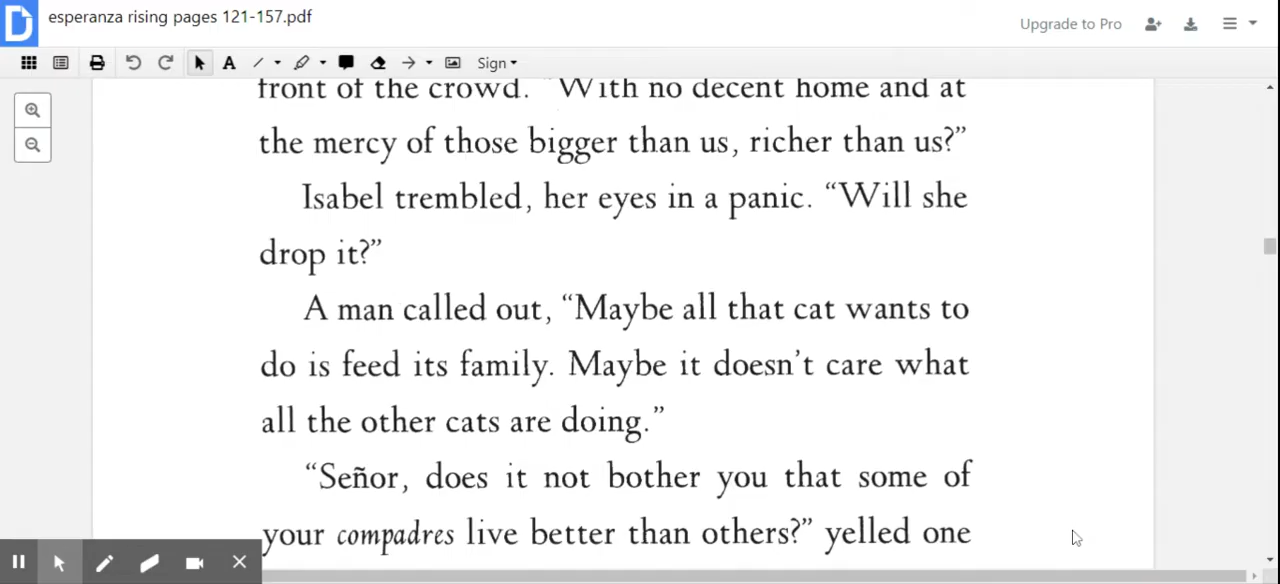 esperanza rising pages 121-157.pdf
Upgrade to Pro
A
Sign
front of the crowd. “With no decent home and at
the mercy of those bigger than us, richer than us?”
Isabel trembled, her eyes in a panic. “Will she
drop it?”
A man called out, “Maybe all that cat wants to
do is feed its family. Maybe it doesn’t care what
all the other cats are doing.”
“Señor, does it not bother you that some of
your compadres live better than others?” yelled one